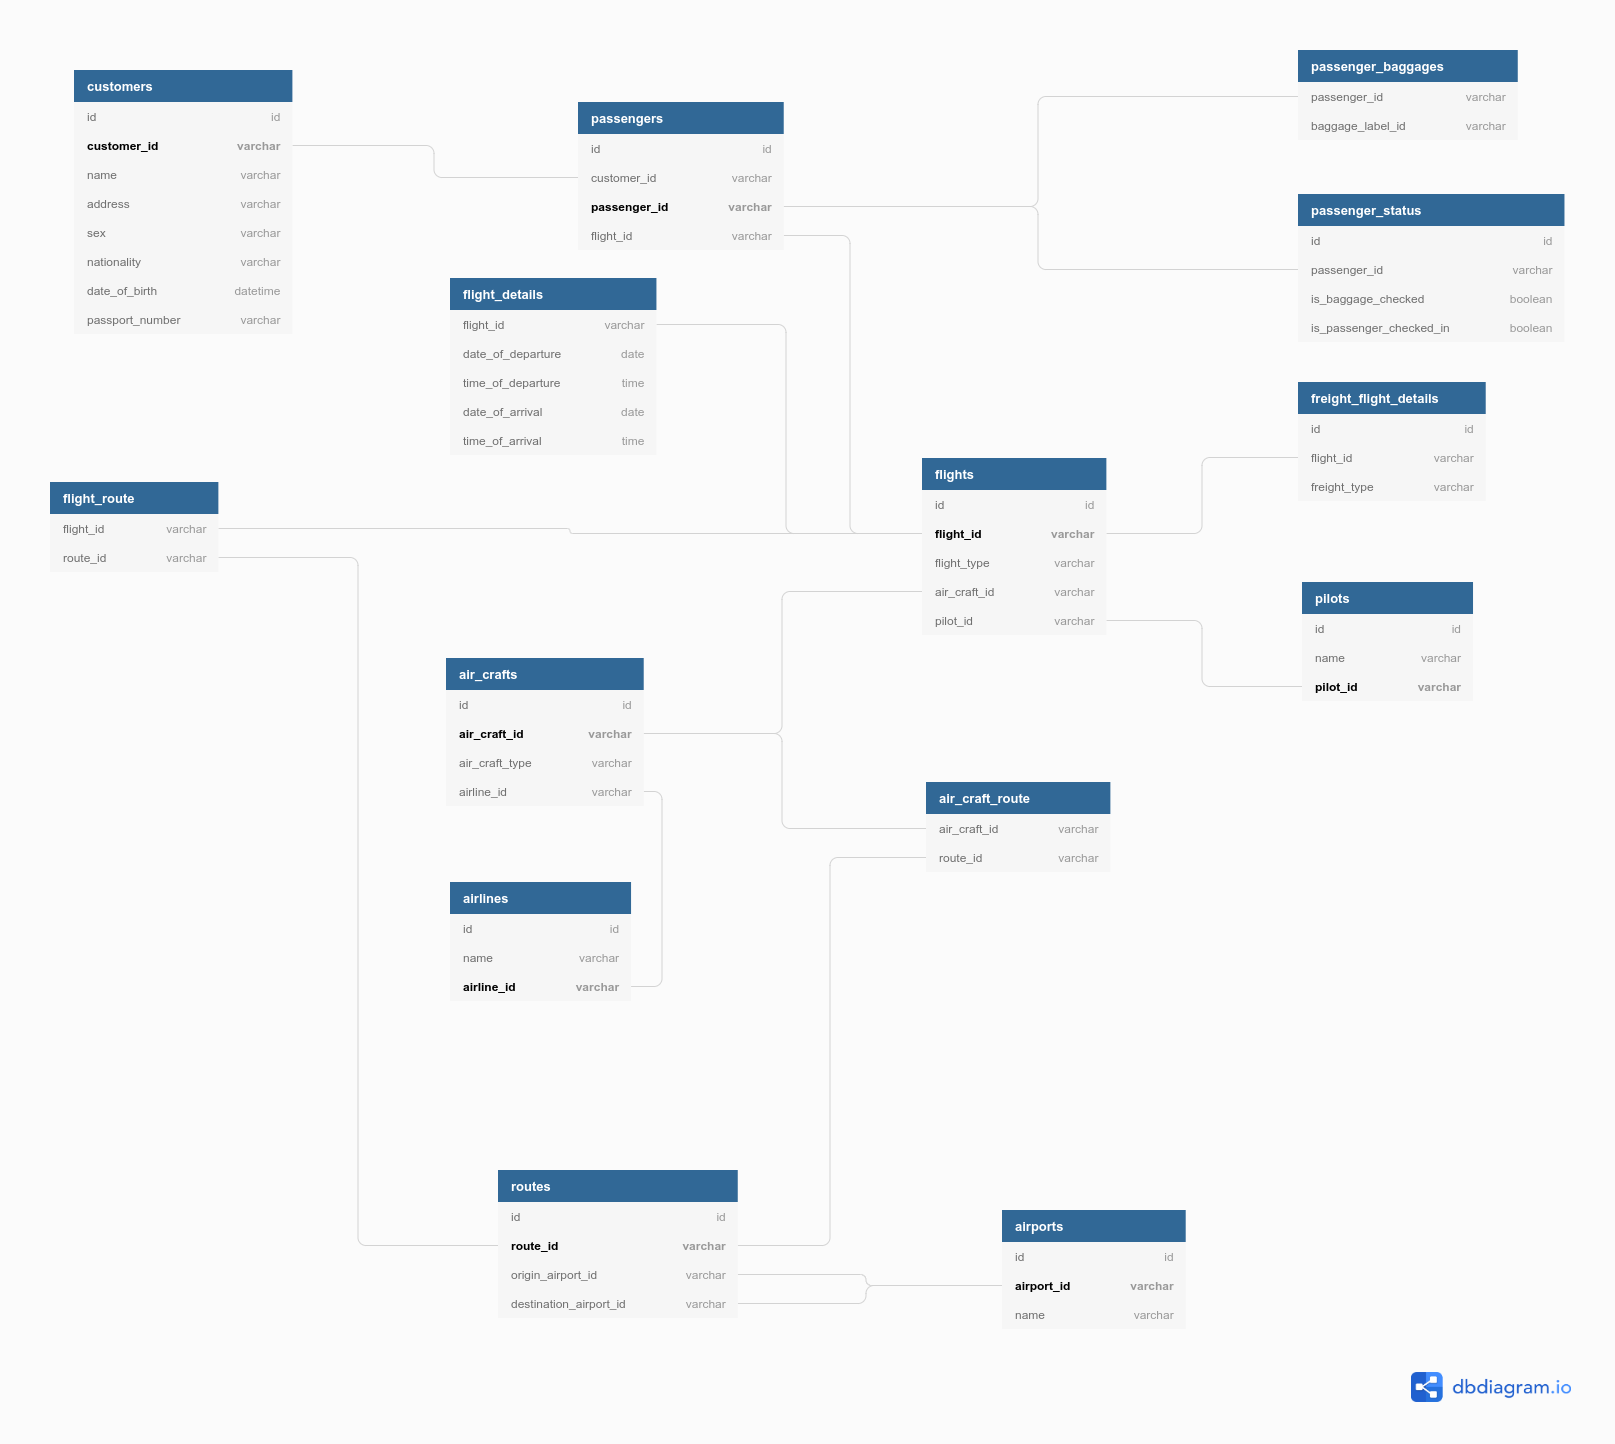 customers
id id
customer_id varchar
name varchar
address varchar
sex varchar
nationality varchar
date_of_birth datetime
passport_number varchar
passengers
id id
customer_id varchar
passenger_id varchar
flight_id varchar
passenger_baggages
passenger_id varchar
baggage_label_id varchar
passenger_status
id id
passenger_id varchar
is_baggage_checked boolean
is_passenger_checked_in boolean
flight_details
flight_id varchar
date_of_departure date
time_of_departure time
date_of_arrival date
time_of_arrival time
freight_flight_details
id id
flight_id varchar
freight_type varchar
flight_route
flight_id varchar
route_id varchar
flights
id id
flight_id varchar
flight_type varchar
air_craft_id varchar
pilot_id varchar
pilots
id id
name varchar
pilot_id varchar
air_crafts
id id
air_craft_id varchar
air_craft_type varchar
airline_id varchar
air_craft_route
air_craft_id varchar
route_id varchar
airlines
id id
name varchar
airline_id varchar
routes
id id
route_id varchar
origin_airport_id varchar
destination_airport_id varchar
airports
id id
airport_id varchar
name varchar
dbdiagram.io